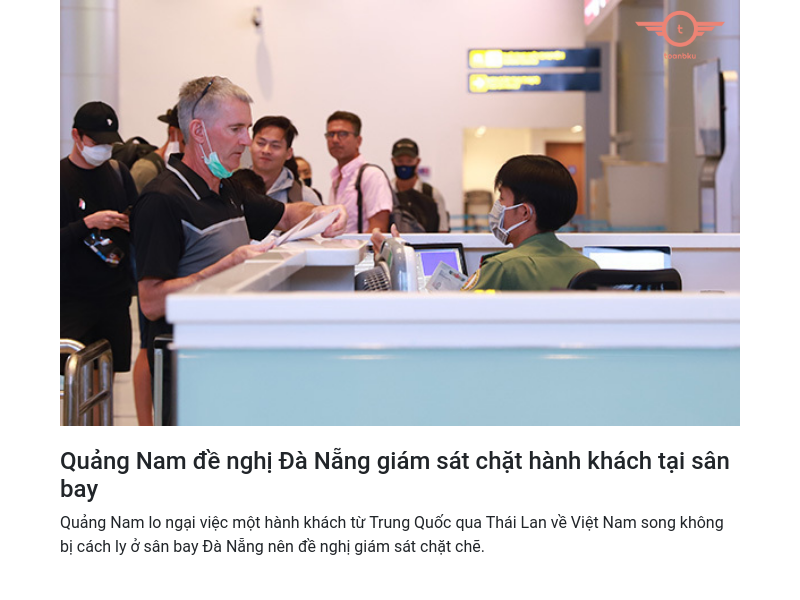 t
toanbku
Quảng Nam đề nghị Đà Nẵng giám sát chặt hành khách tại sân
bay
Quảng Nam lo ngại việc một hành khách từ Trung Quốc qua Thái Lan về Việt Nam song không
bị cách ly ở sân bay Đà Nẵng nên đề nghị giám sát chặt chẽ.